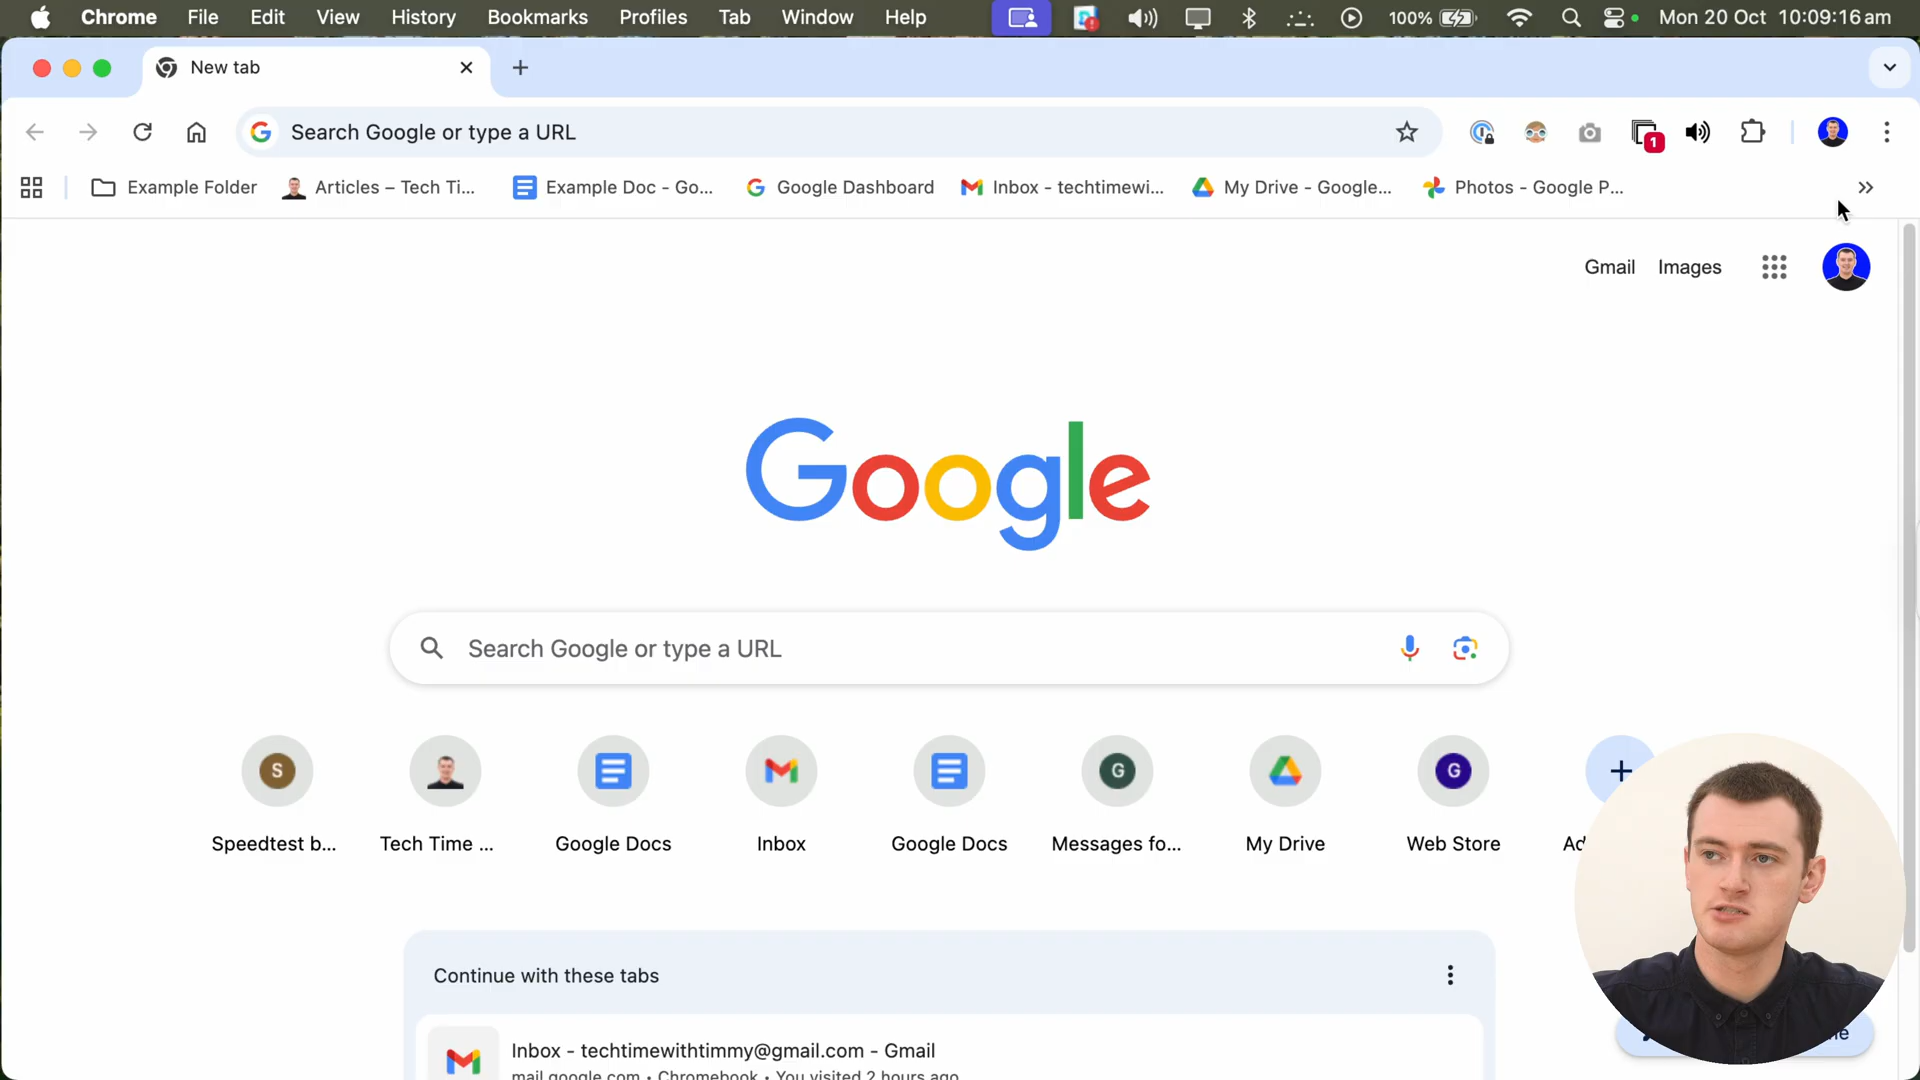 Chrome File Edit View History Bookmarks Profiles Tab Window Help 100% Mon 20 Oct 10:09:16 am
New tab
Search Google or type a URL
1
Example Folder Articles – Tech Ti... Example Doc - Go... Google Dashboard Inbox - techtimewi... My Drive - Google... Photos - Google P...
Gmail Images
Google
Search Google or type a URL
S G G
Speedtest b... Tech Time ... Google Docs Inbox Google Docs Messages fo... My Drive Web Store
Continue with these tabs
Inbox - techtimewithtimmy@gmail.com - Gmail
mail.google.com • Chromebook • You visited 2 hours ago